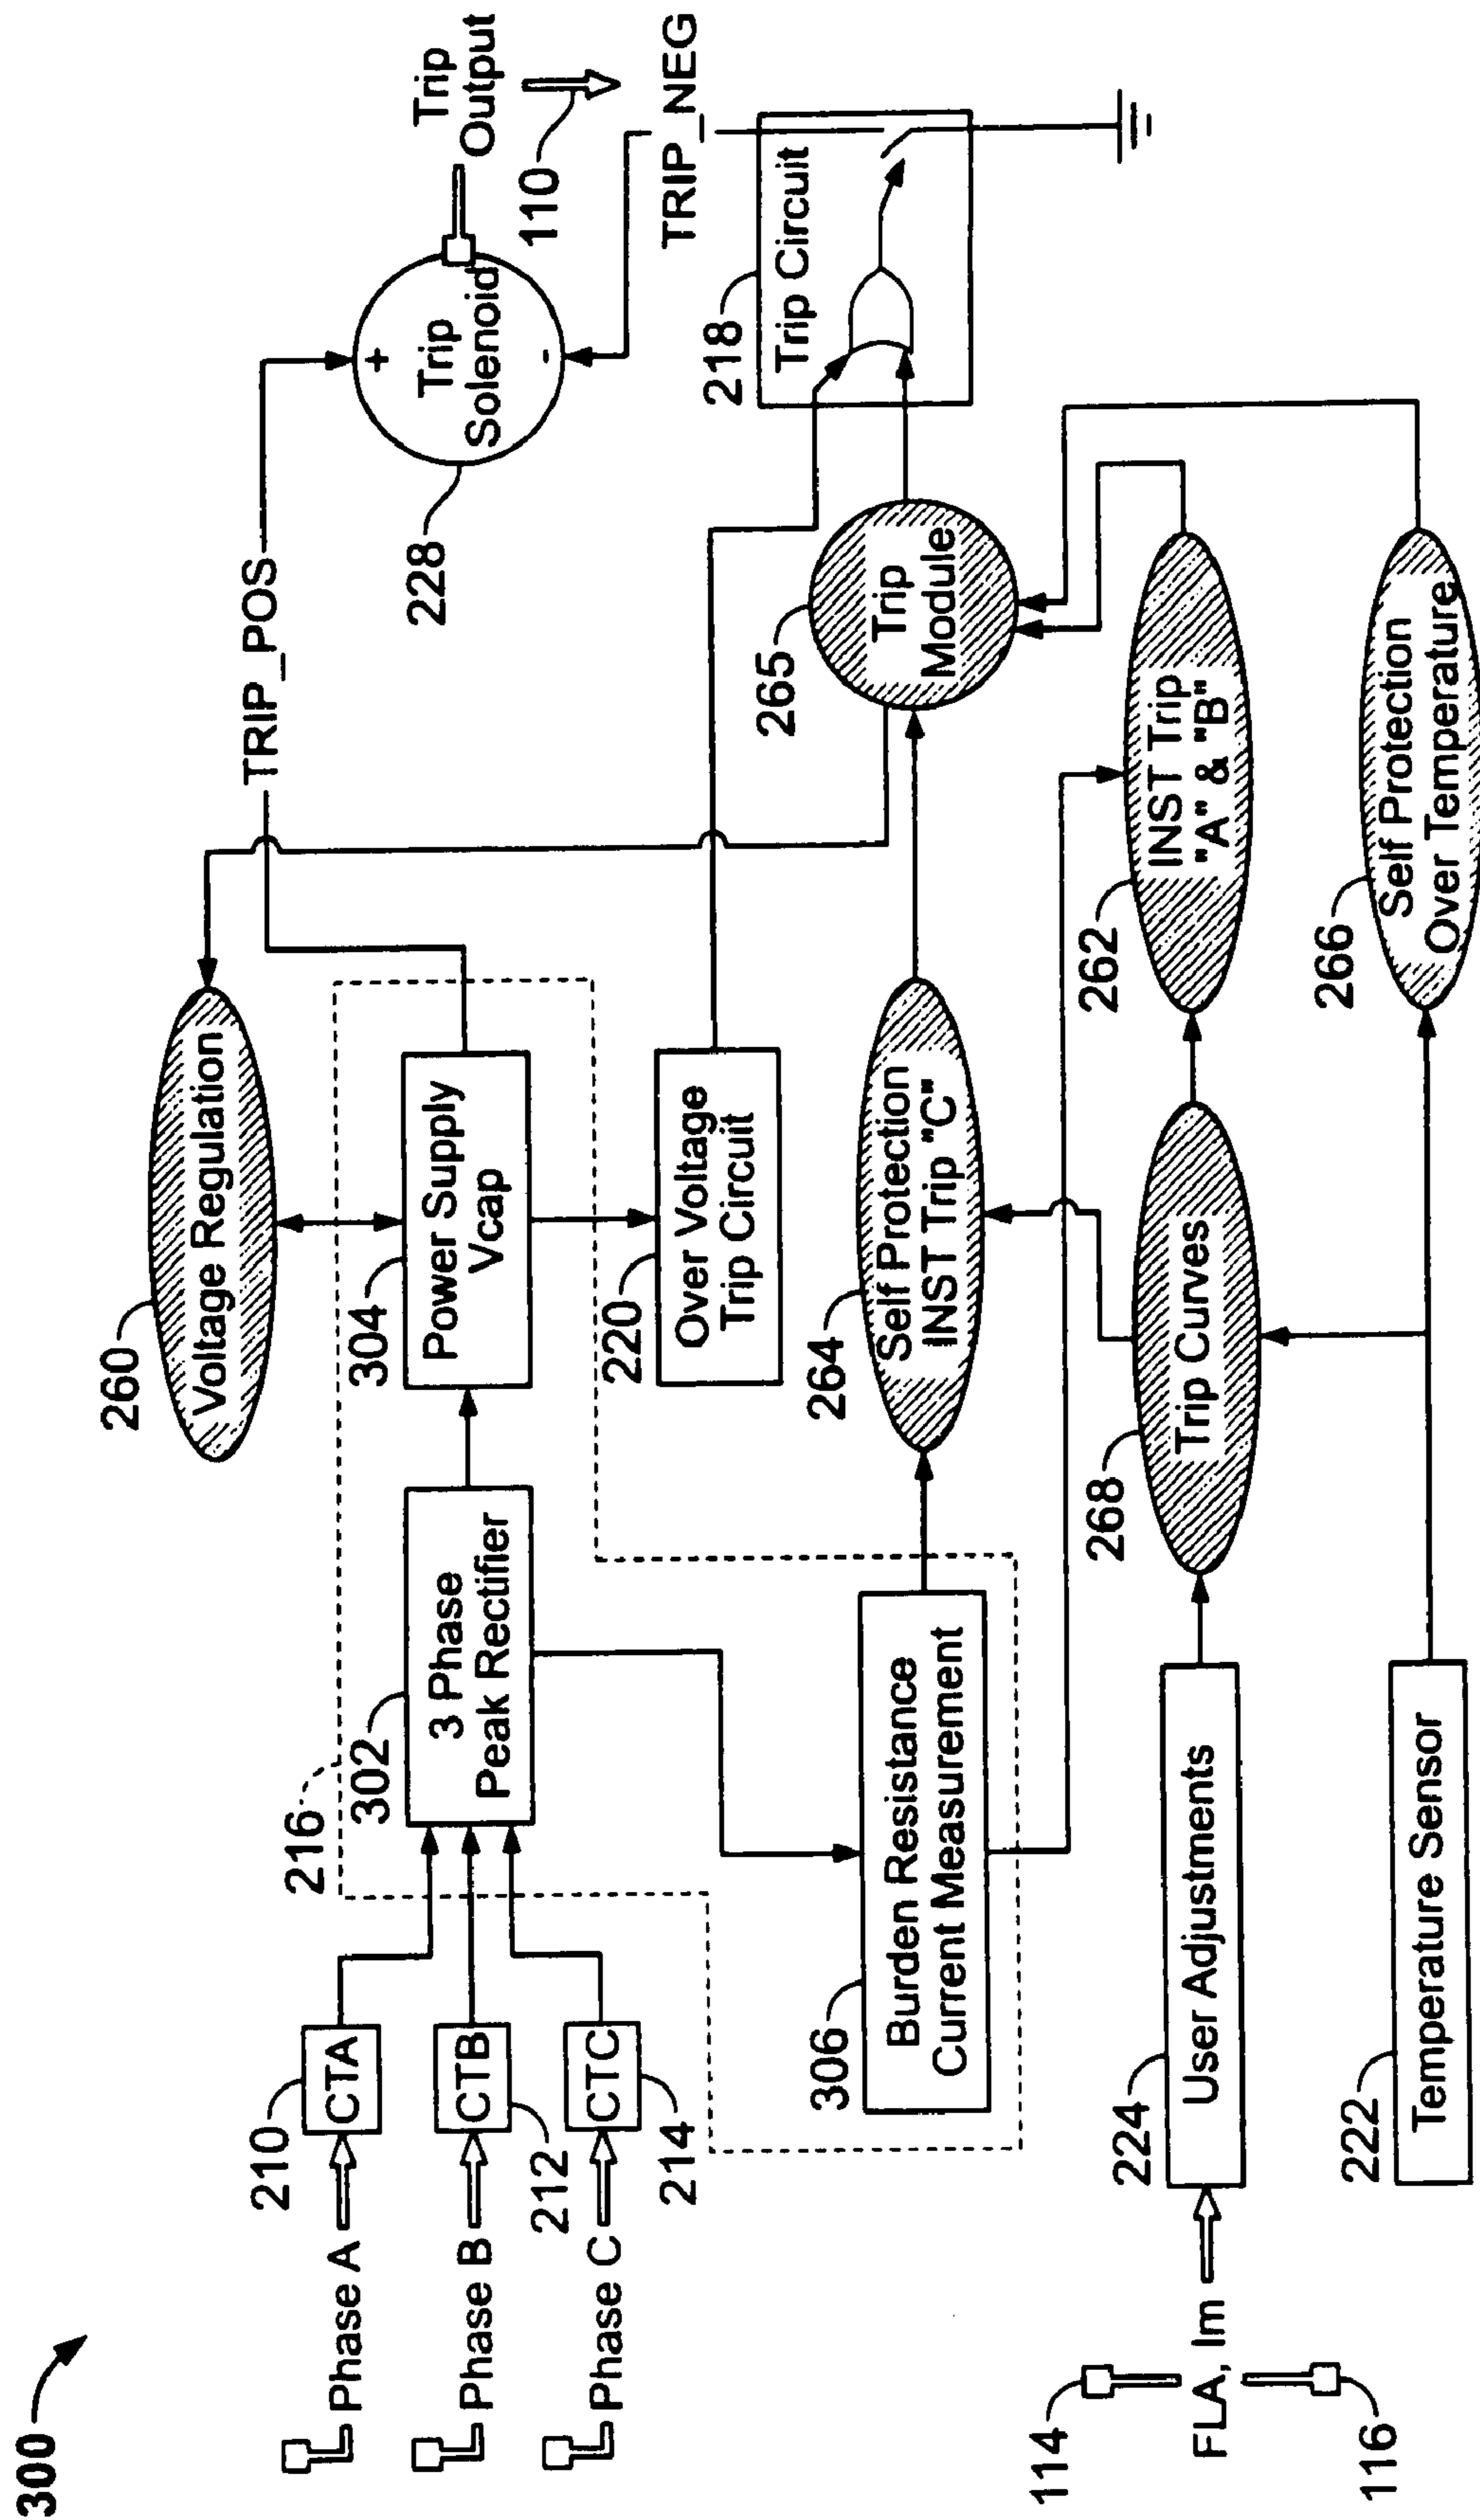 300
260
Voltage Regulation
TRIP_POS
216
210
Phase A
CTA
302
3 Phase
Peak Rectifier
304
Power Supply
Vcap
228
+
Trip
Solenoid
-
Trip
Output
110
Phase B
CTB
212
Phase C
CTC
214
220
Over Voltage
Trip Circuit
TRIP_NEG
218
Trip Circuit
306
Burden Resistance
Current Measurement
264
Self Protection
INST Trip "C"
265
Trip
Module
114
FLA, Im
116
224
User Adjustments
268
Trip Curves
262
INST Trip
"A" & "B"
222
Temperature Sensor
266
Self Protection
Over Temperature